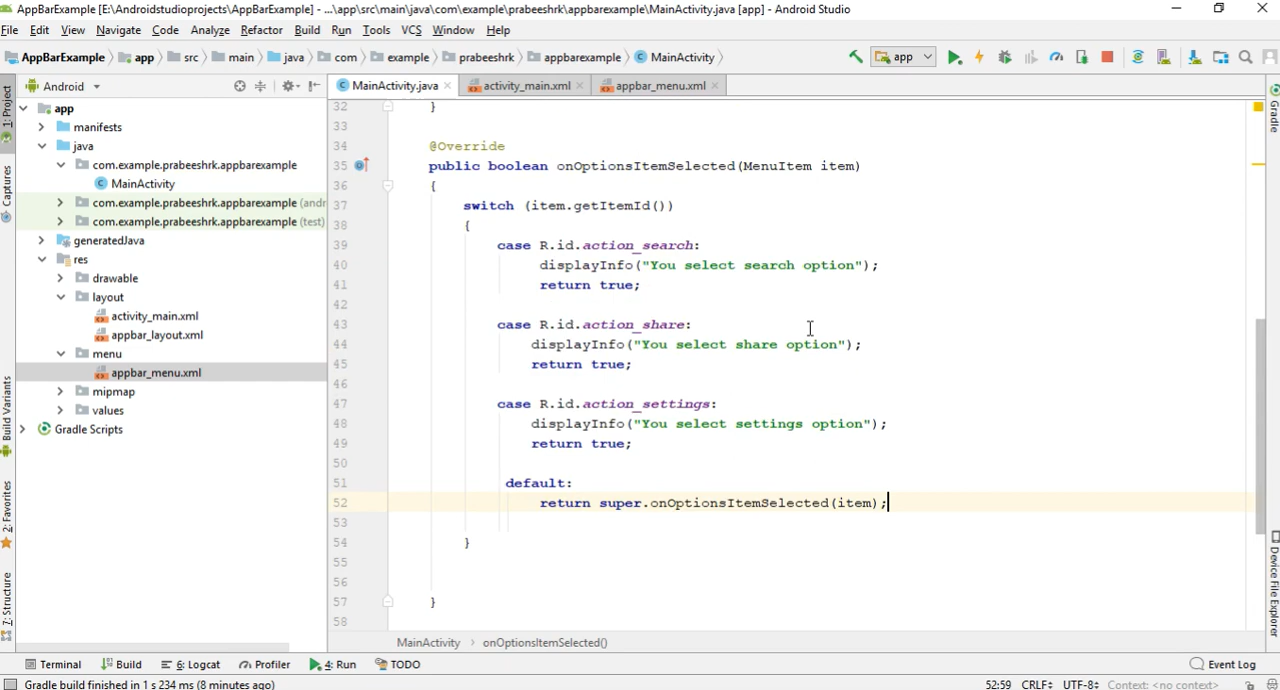 AppBarExample [E:\Androidstudioprojects\AppBarExample] - ...\app\src\main\java\com\example\prabeeshrk\appbarexample\MainActivity.java [app] - Android Studio
File Edit View Navigate Code Analyze Refactor Build Run Tools VCS Window Help
AppBarExample app src main java com example prabeeshrk appbarexample MainActivity app
Android MainActivity.java activity_main.xml appbar_menu.xml
1: Project
Captures
Build Variants
2: Favorites
7: Structure
app
manifests
java
com.example.prabeeshrk.appbarexample
MainActivity
com.example.prabeeshrk.appbarexample (andr
com.example.prabeeshrk.appbarexample (test)
generatedJava
res
drawable
layout
activity_main.xml
appbar_layout.xml
menu
appbar_menu.xml
mipmap
values
Gradle Scripts
32 }
33
34 @Override
35 public boolean onOptionsItemSelected(MenuItem item)
36 {
37 switch (item.getItemId())
38 {
39 case R.id.action_search:
40 displayInfo("You select search option");
41 return true;
42
43 case R.id.action_share:
44 displayInfo("You select share option");
45 return true;
46
47 case R.id.action_settings:
48 displayInfo("You select settings option");
49 return true;
50
51 default:
52 return super.onOptionsItemSelected(item);
53
54 }
55
56
57 }
58
Gradle
Device File Explorer
MainActivity onOptionsItemSelected()
Terminal Build 6: Logcat Profiler 4: Run TODO Event Log
Gradle build finished in 1 s 234 ms (8 minutes ago) 52:59 CRLF UTF-8 Context: <no context>